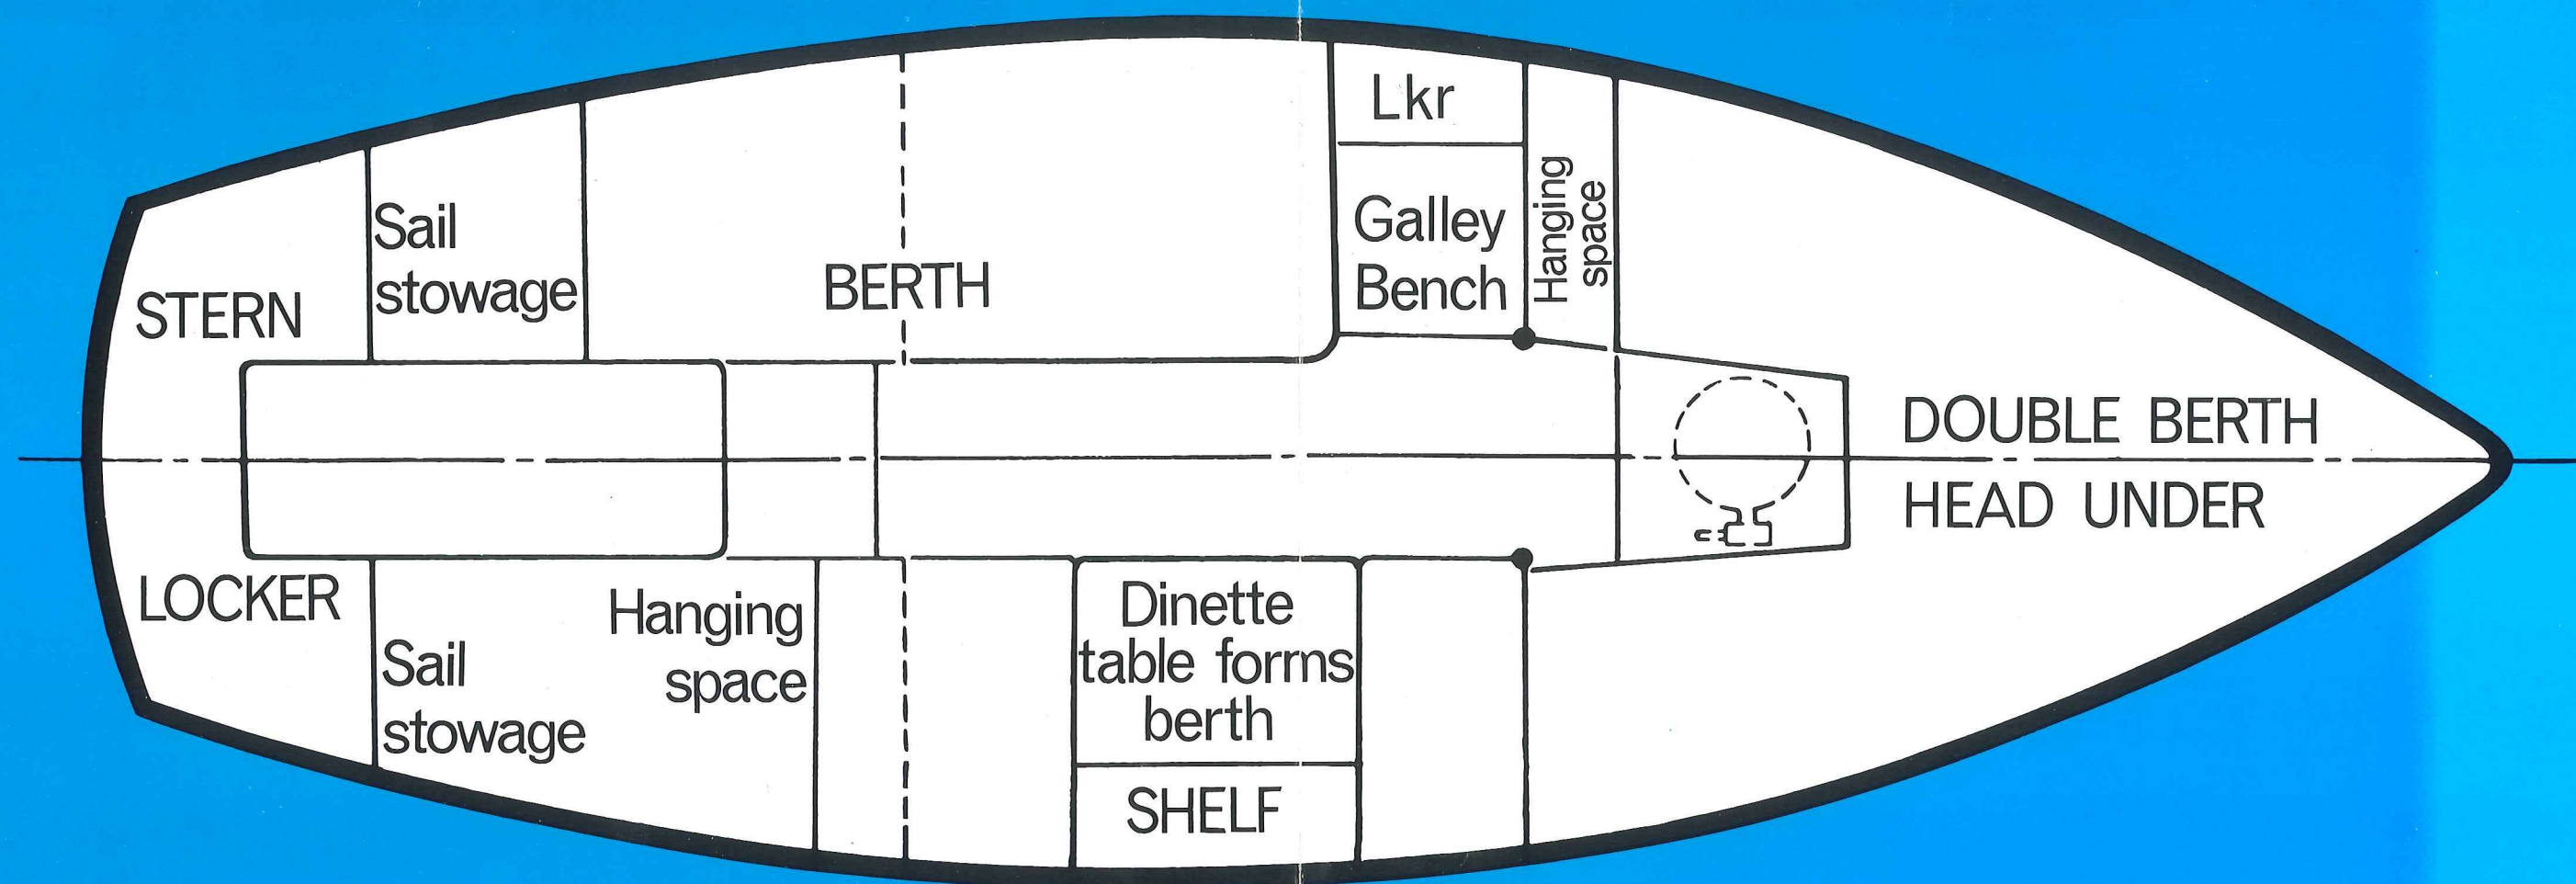 Lkr
Galley
Bench
Hanging
space
Sail
stowage
BERTH
STERN
DOUBLE BERTH
HEAD UNDER
LOCKER
Sail
stowage
Hanging
space
Dinette
table forms
berth
SHELF